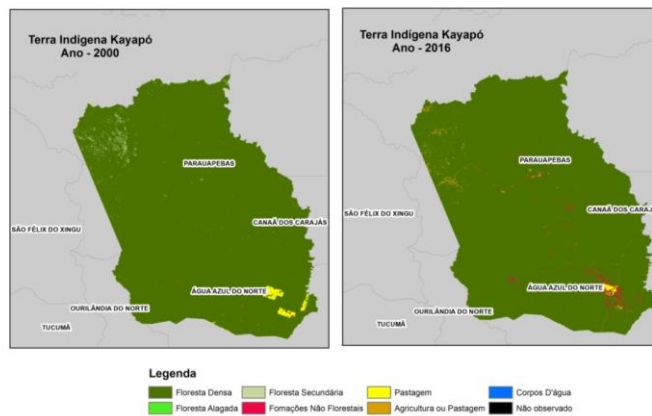 Terra Indígena Kayapó
Ano - 2000
PARAUAPEBAS
CANAÃ DOS CARAJÁS
SÃO FÉLIX DO XINGU
ÁGUA AZUL DO NORTE
OURILÂNDIA DO NORTE
TUCUMÃ
Terra Indígena Kayapó
Ano - 2016
PARAUAPEBAS
CANAÃ DOS CARAJÁS
SÃO FÉLIX DO XINGU
ÁGUA AZUL DO NORTE
OURILÂNDIA DO NORTE
TUCUMÃ
Legenda
Floresta Densa
Floresta Secundária
Pastagem
Corpos D'água
Floresta Alagada
Fomações Não Florestais
Agricultura ou Pastagem
Não observado